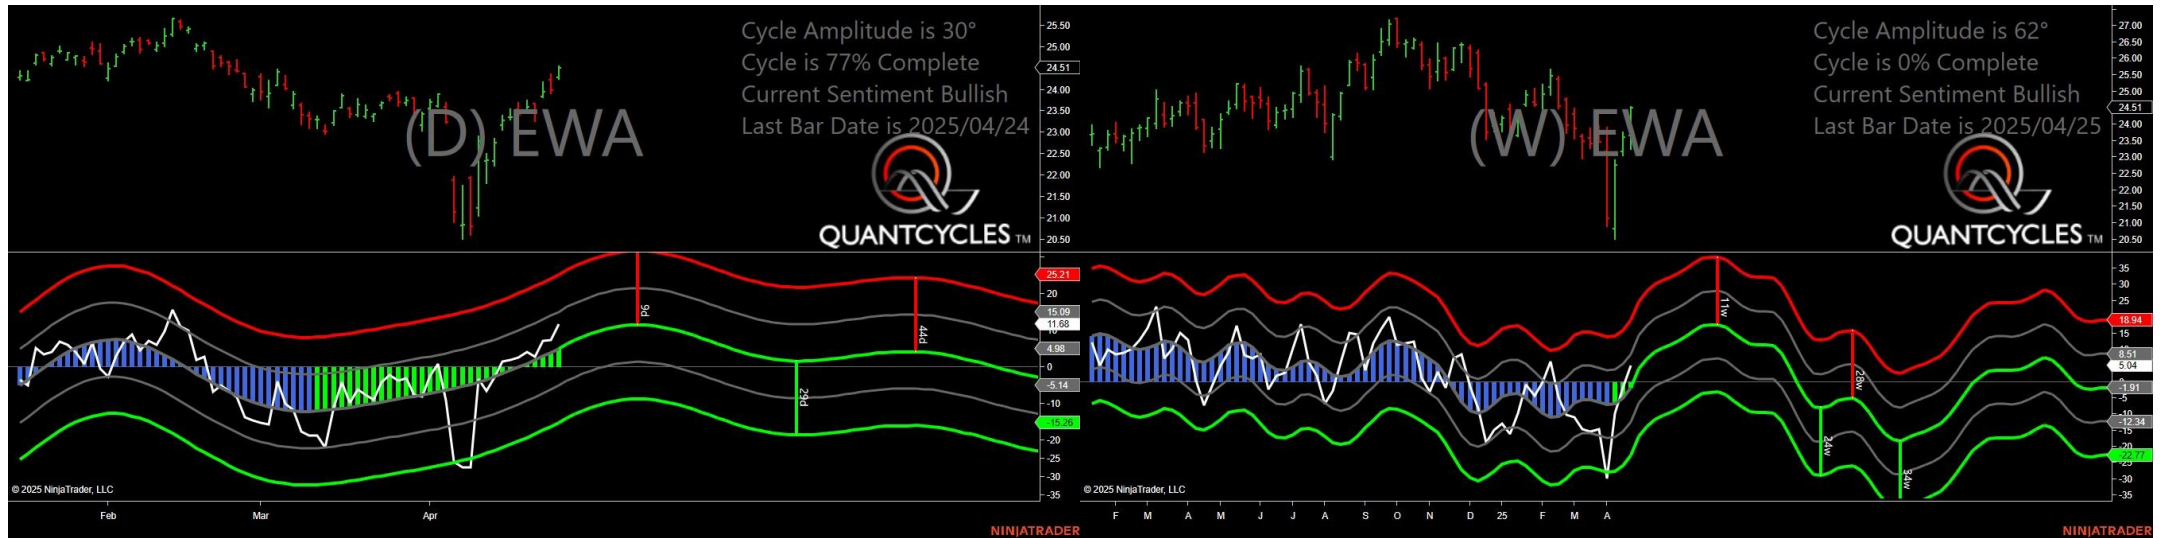 Cycle Amplitude is 30°
Cycle is 77% Complete
Current Sentiment Bullish
Last Bar Date is 2025/04/24
(D) EWA
QUANTCYCLES TM
25.50
25.00
24.51
24.00
23.50
23.00
22.50
22.00
21.50
21.00
20.50
25.21
20
15.09
11.68
4.98
0
-5.14
-10
-15.26
-20
-25
-30
-35
9d
29d
44d
© 2025 NinjaTrader, LLC
Feb
Mar
Apr
NINJATRADER
Cycle Amplitude is 62°
Cycle is 0% Complete
Current Sentiment Bullish
Last Bar Date is 2025/04/25
(W) EWA
QUANTCYCLES TM
27.00
26.50
26.00
25.50
25.00
24.51
24.00
23.50
23.00
22.50
22.00
21.50
21.00
20.50
35
30
25
18.94
15
8.51
5.04
-1.91
-5
-12.34
-15
-22.77
-30
-35
11w
24w
28w
34w
© 2025 NinjaTrader, LLC
F M A M J J A S O N D 25 F M A
NINJATRADER